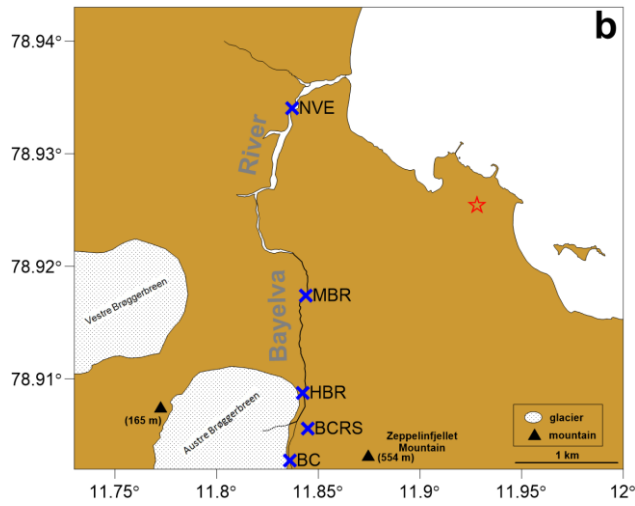 b
78.94°
78.93°
78.92°
78.91°
NVE
River
MBR
Bayelva
Vestre Brøggerbreen
HBR
(165 m)
Austre Brøggerbreen
BCRS
BC
Zeppelinfjellet
Mountain
(554 m)
glacier
mountain
1 km
11.75°
11.8°
11.85°
11.9°
11.95°
12°